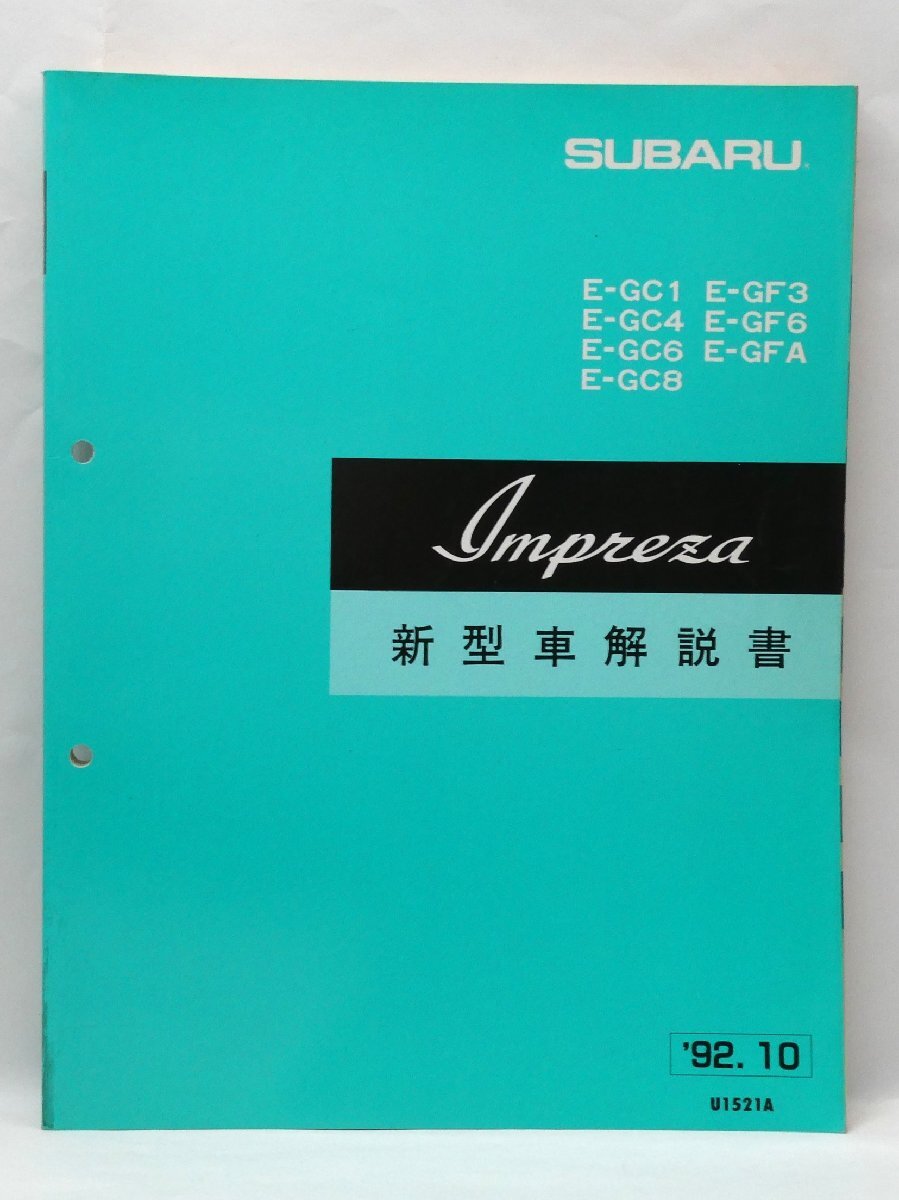 SUBARU
E-GC1 E-GF3
E-GC4 E-GF6
E-GC6 E-GFA
E-GC8
Impreza
新型車解説書
'92.10
U1521A